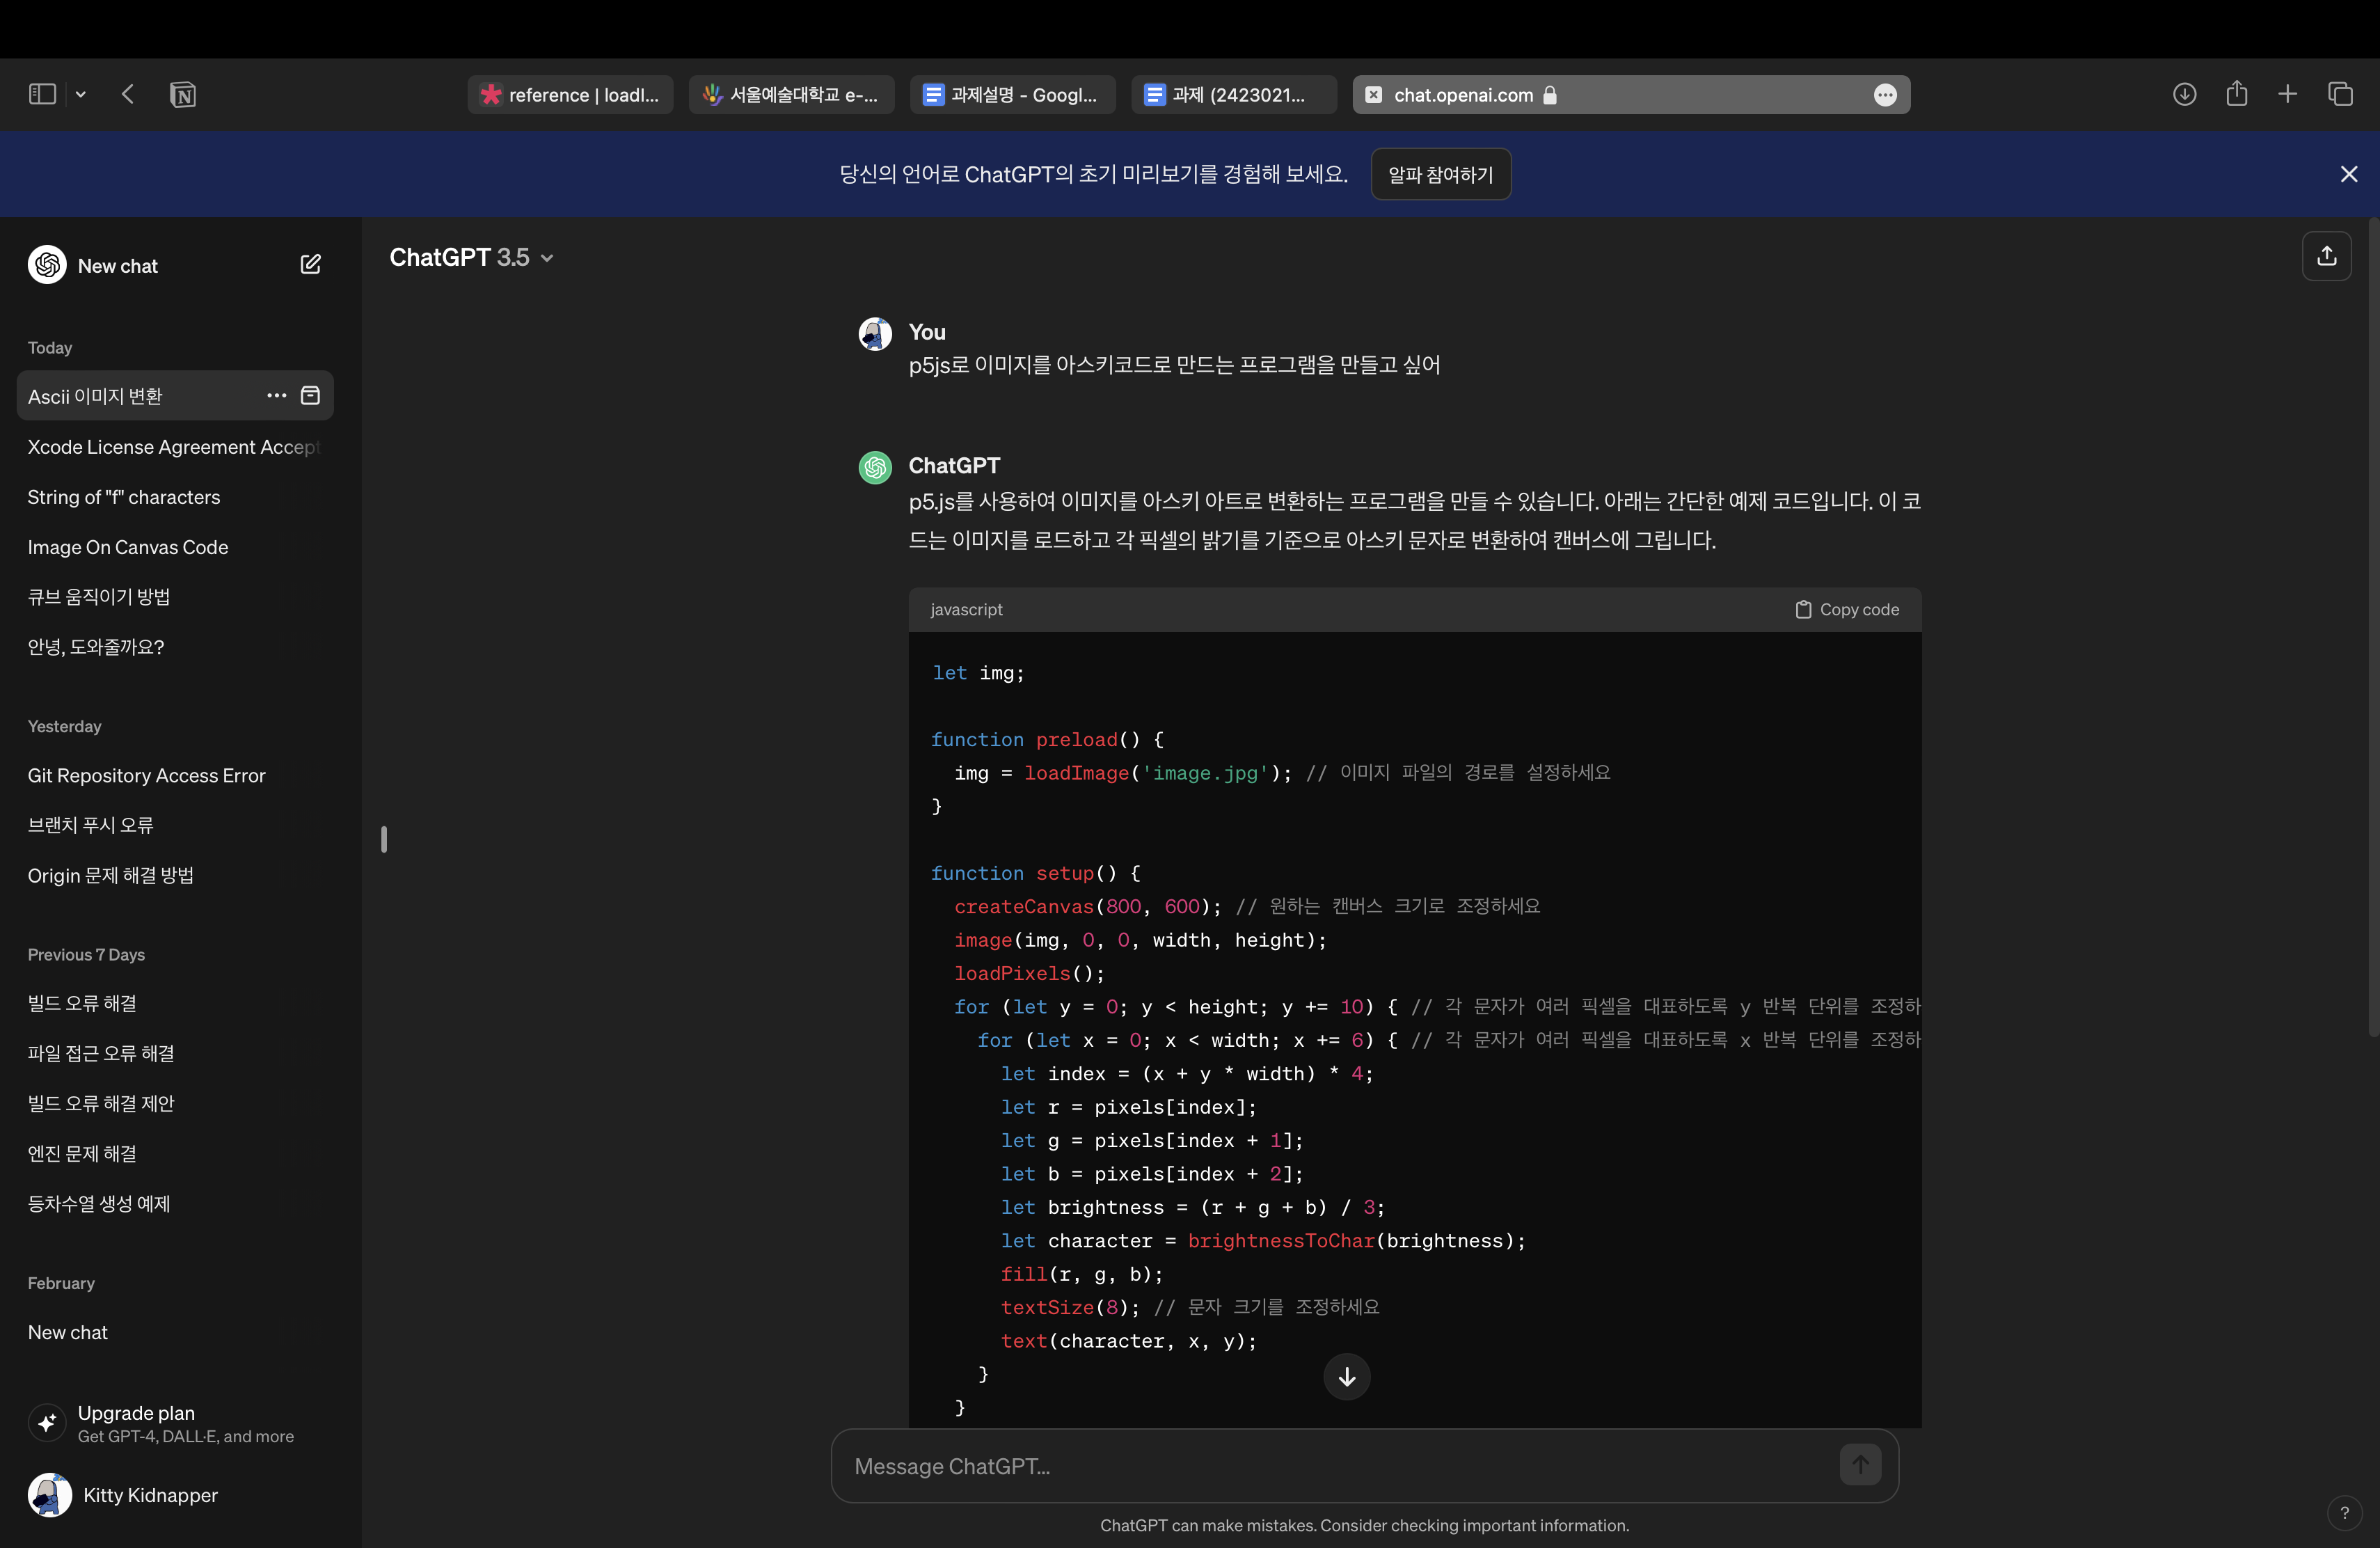 reference | loadI...
서울예술대학교 e-...
과제설명 - Googl...
과제 (2423021...
chat.openai.com
당신의 언어로 ChatGPT의 초기 미리보기를 경험해 보세요.
알파 참여하기
New chat
Today
Ascii 이미지 변환
Xcode License Agreement Accept
String of "f" characters
Image On Canvas Code
큐브 움직이기 방법
안녕, 도와줄까요?
Yesterday
Git Repository Access Error
브랜치 푸시 오류
Origin 문제 해결 방법
Previous 7 Days
빌드 오류 해결
파일 접근 오류 해결
빌드 오류 해결 제안
엔진 문제 해결
등차수열 생성 예제
February
New chat
Upgrade plan
Get GPT-4, DALL·E, and more
Kitty Kidnapper
ChatGPT 3.5
You
p5js로 이미지를 아스키코드로 만드는 프로그램을 만들고 싶어
ChatGPT
p5.js를 사용하여 이미지를 아스키 아트로 변환하는 프로그램을 만들 수 있습니다. 아래는 간단한 예제 코드입니다. 이 코
드는 이미지를 로드하고 각 픽셀의 밝기를 기준으로 아스키 문자로 변환하여 캔버스에 그립니다.
javascript
Copy code
let img;
function preload() {
  img = loadImage('image.jpg'); // 이미지 파일의 경로를 설정하세요
}
function setup() {
  createCanvas(800, 600); // 원하는 캔버스 크기로 조정하세요
  image(img, 0, 0, width, height);
  loadPixels();
  for (let y = 0; y < height; y += 10) { // 각 문자가 여러 픽셀을 대표하도록 y 반복 단위를 조정하
    for (let x = 0; x < width; x += 6) { // 각 문자가 여러 픽셀을 대표하도록 x 반복 단위를 조정하
      let index = (x + y * width) * 4;
      let r = pixels[index];
      let g = pixels[index + 1];
      let b = pixels[index + 2];
      let brightness = (r + g + b) / 3;
      let character = brightnessToChar(brightness);
      fill(r, g, b);
      textSize(8); // 문자 크기를 조정하세요
      text(character, x, y);
    }
  }
Message ChatGPT...
ChatGPT can make mistakes. Consider checking important information.
?